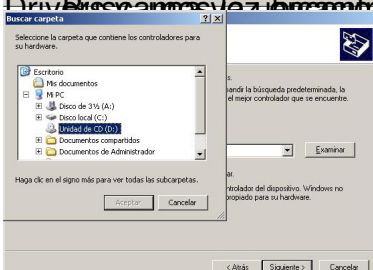 Buscar carpeta
Seleccione la carpeta que contiene los controladores para
su hardware.
Escritorio
Mis documentos
Mi PC
Disco de 3½ (A:)
Disco local (C:)
Unidad de CD (D:)
Documentos compartidos
Documentos de Administrador
Haga clic en el signo más para ver todas las subcarpetas.
Aceptar
Cancelar
s.
pandir la búsqueda predeterminada, la
el mejor controlador que se encuentre.
Examinar
ar.
ntrolador del dispositivo. Windows no
propiado para su hardware.
< Atrás
Siguiente >
Cancelar